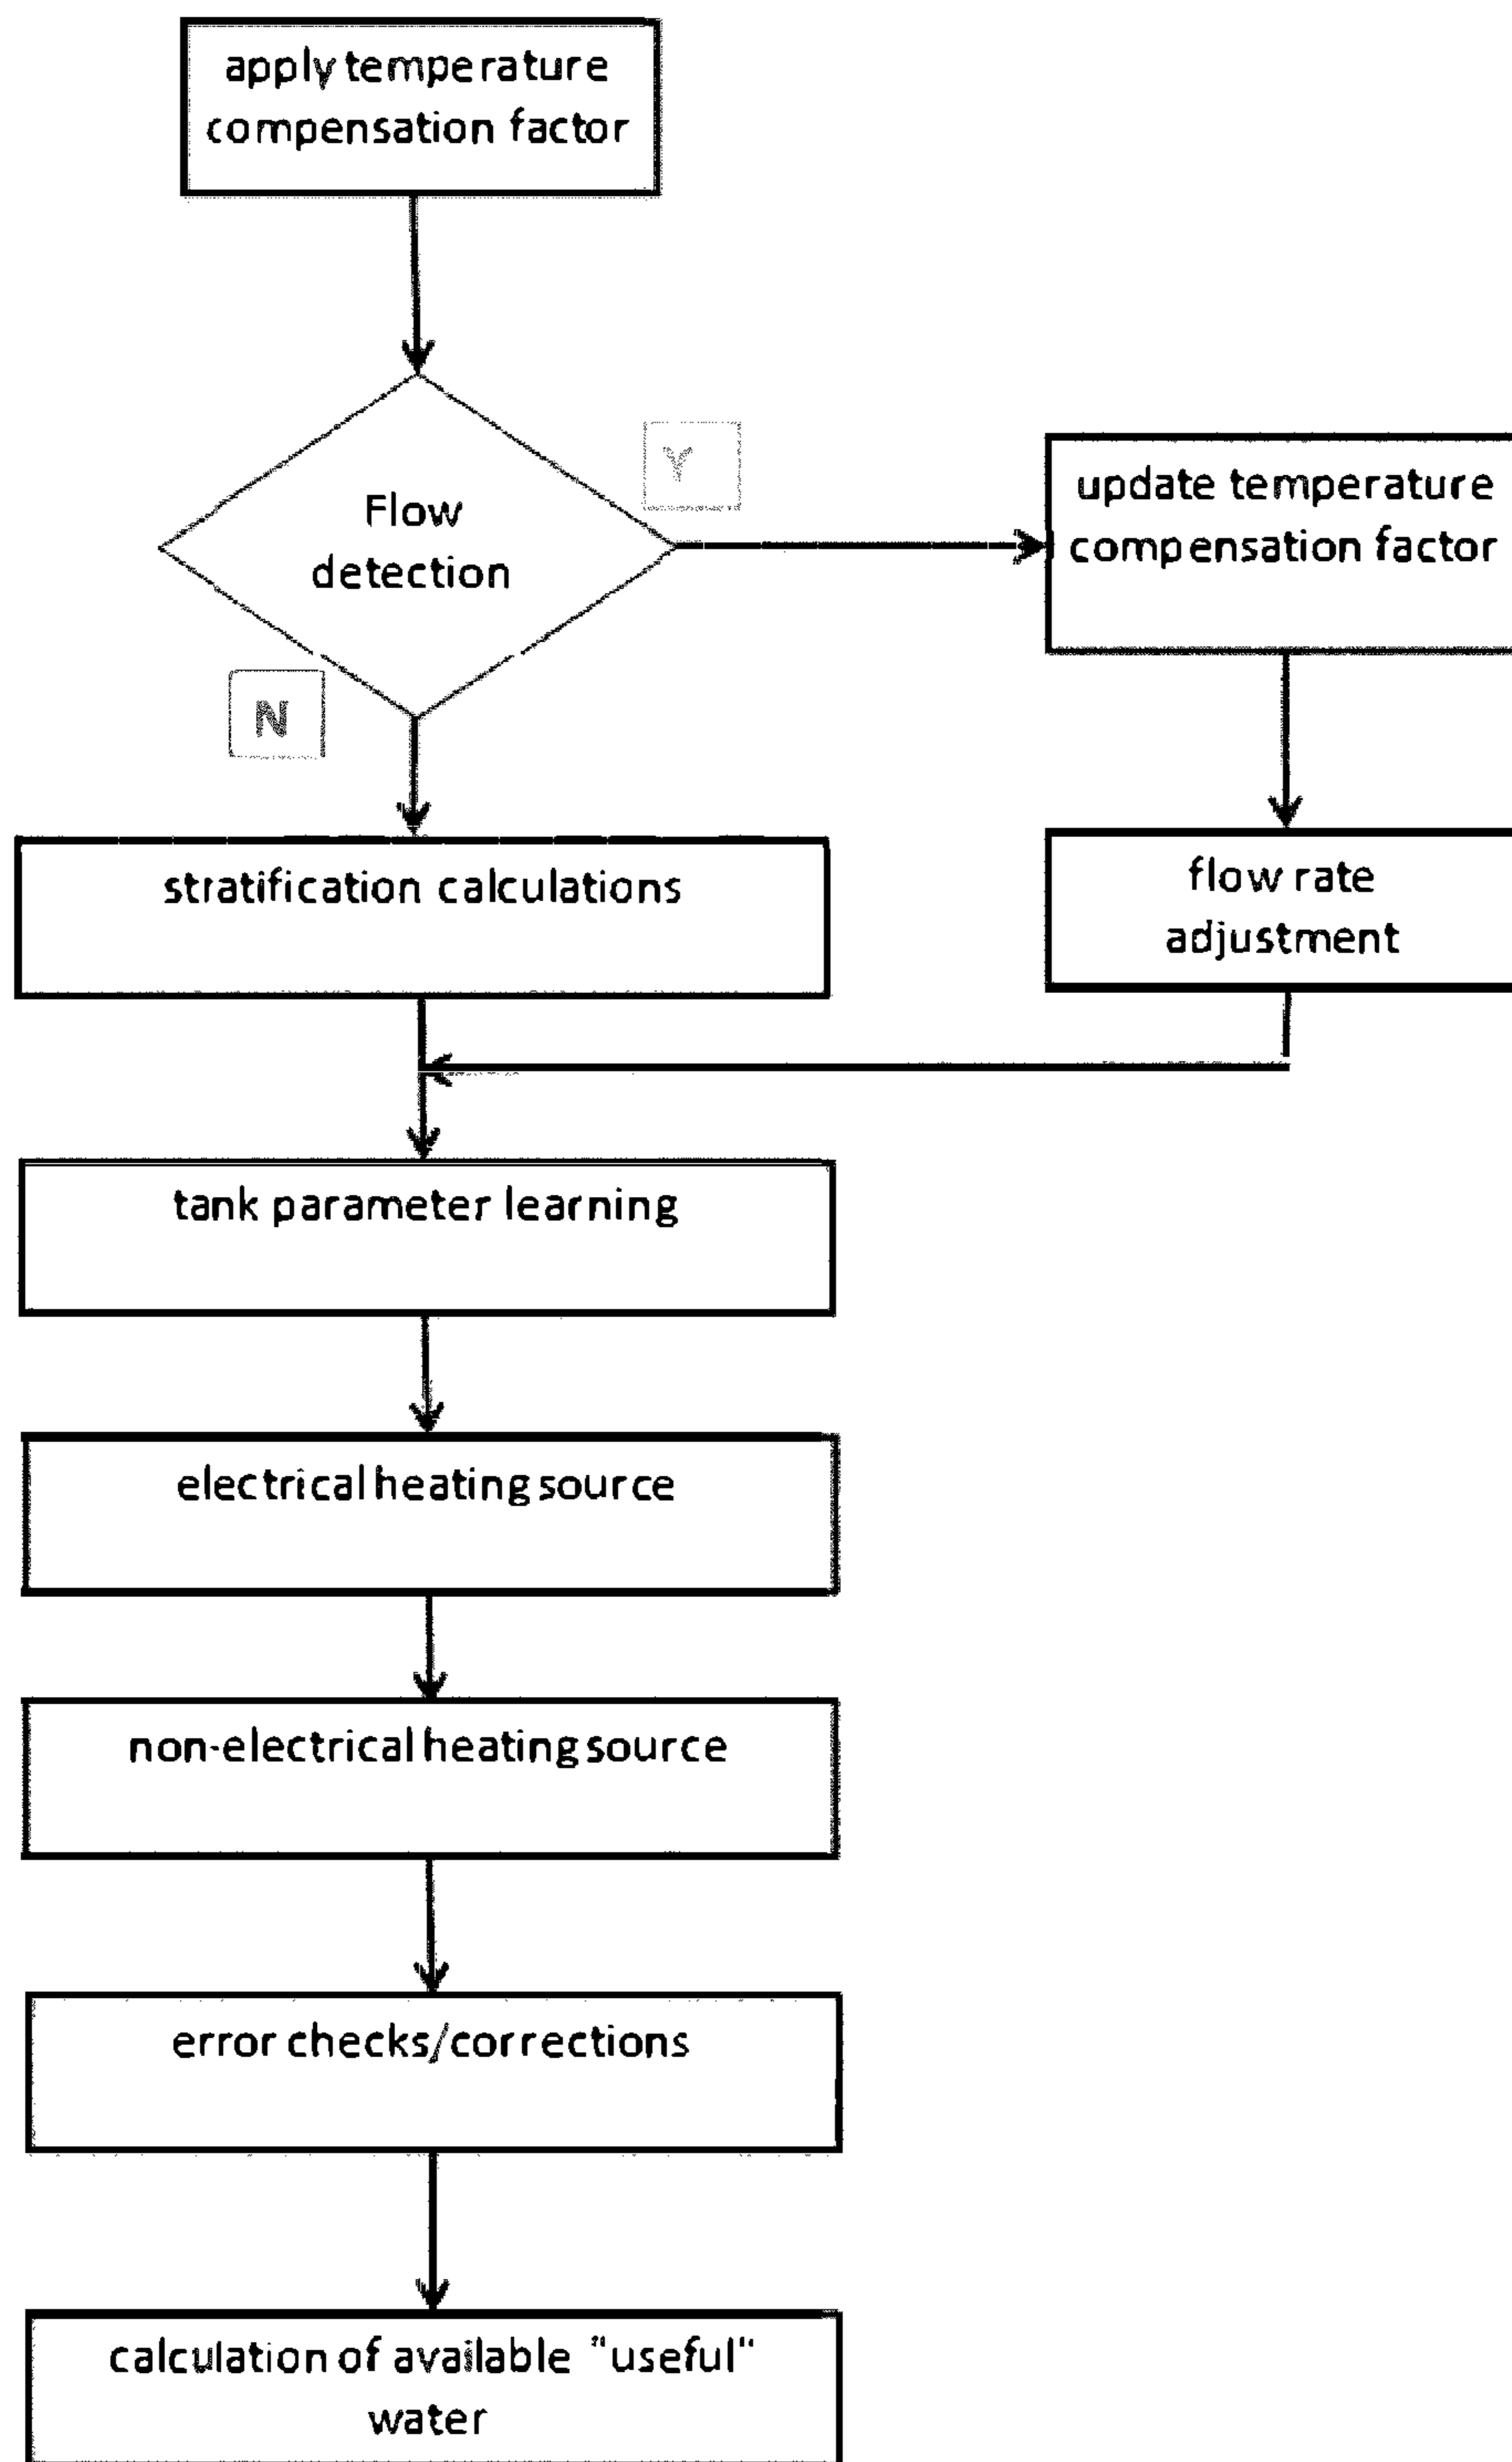 apply temperature
compensation factor
Flow
detection
Y
update temperature
compensation factor
N
stratification calculations
flow rate
adjustment
tank parameter learning
electrical heating source
non-electrical heating source
error checks/corrections
calculation of available "useful"
water